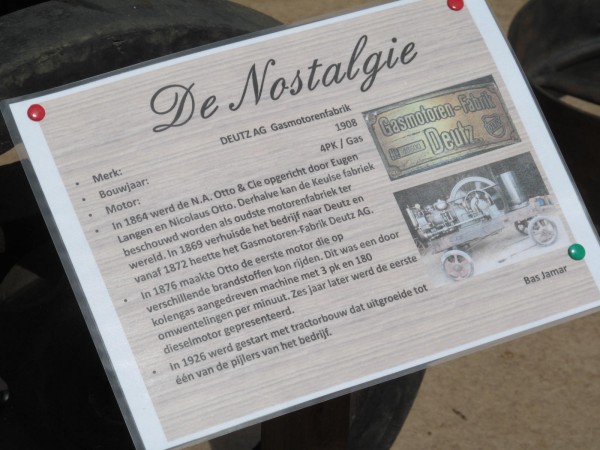 De Nostalgie
• Merk: DEUTZ AG Gasmotorenfabrik
• Bouwjaar: 1908
• Motor: 4PK / Gas
• In 1864 werd de N.A. Otto & Cie opgericht door Eugen
Langen en Nicolaus Otto. Derhalve kan de Keulse fabriek
beschouwd worden als oudste motorenfabriek ter
wereld. In 1869 verhuisde het bedrijf naar Deutz en
vanaf 1872 heette het Gasmotoren-Fabrik Deutz AG.
• In 1876 maakte Otto de eerste motor die op
verschillende brandstoffen kon rijden. Dit was een door
kolengas aangedreven machine met 3 pk en 180
omwentelingen per minuut. Zes jaar later werd de eerste
dieselmotor gepresenteerd.
• In 1926 werd gestart met tractorbouw dat uitgroeide tot
één van de pijlers van het bedrijf.
Gasmotoren-Fabrik
Deutz
Bas Jamar